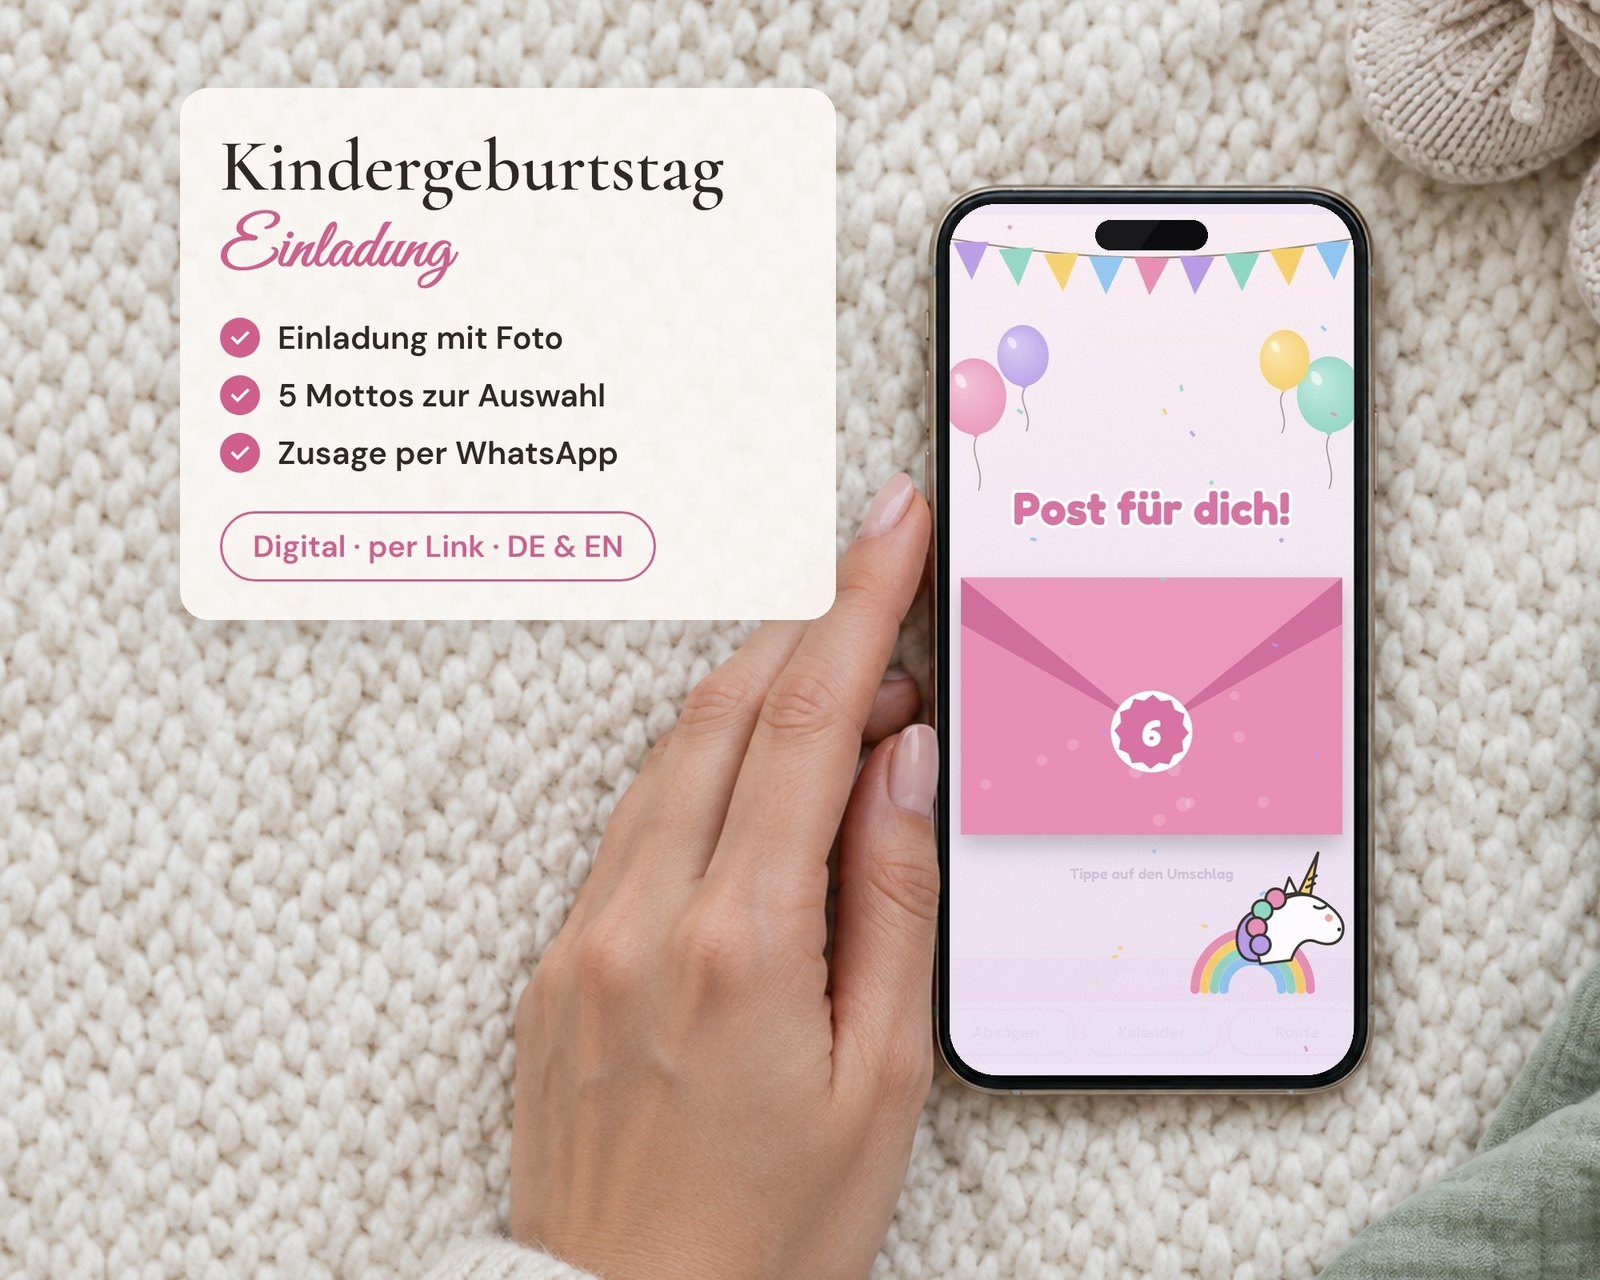 Kindergeburtstag
Einladung
Einladung mit Foto
5 Mottos zur Auswahl
Zusage per WhatsApp
Digital · per Link · DE & EN
Post für dich!
6
Tippe auf den Umschlag
Absagen
Kalender
Route